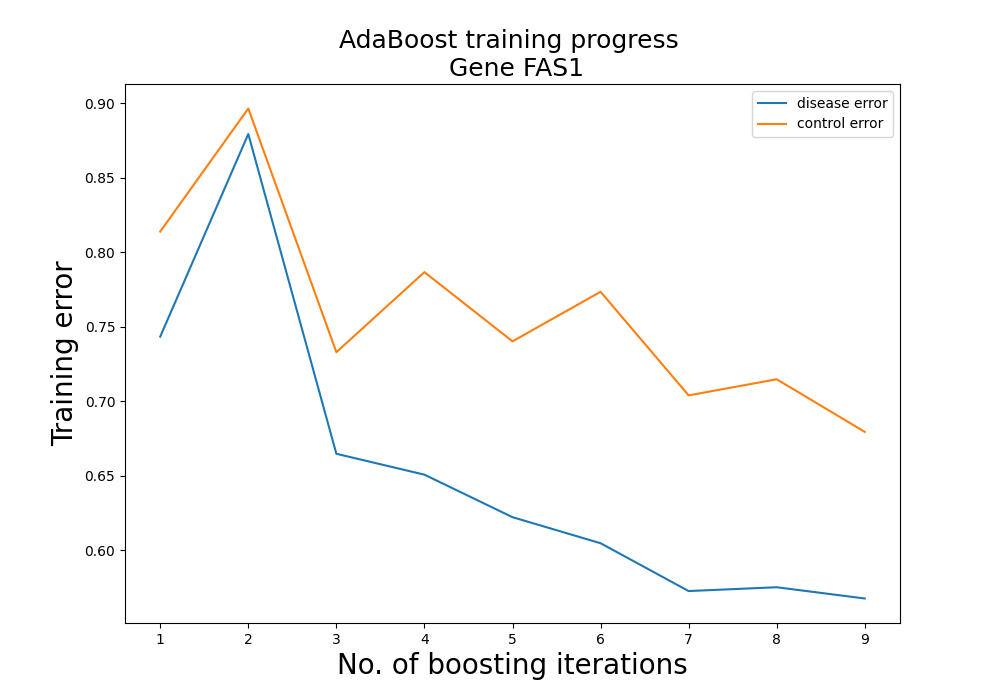 AdaBoost training progress
Gene FAS1
disease error
control error
Training error
0.90
0.85
0.80
0.75
0.70
0.65
0.60
1 2 3 4 5 6 7 8 9
No. of boosting iterations